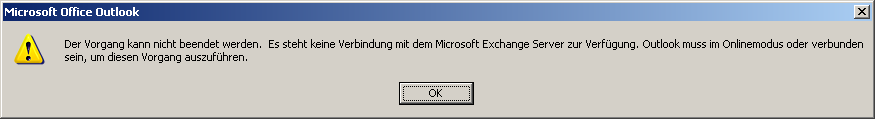 Microsoft Office Outlook
Der Vorgang kann nicht beendet werden.  Es steht keine Verbindung mit dem Microsoft Exchange Server zur Verfügung. Outlook muss im Onlinemodus oder verbunden
sein, um diesen Vorgang auszuführen.
OK